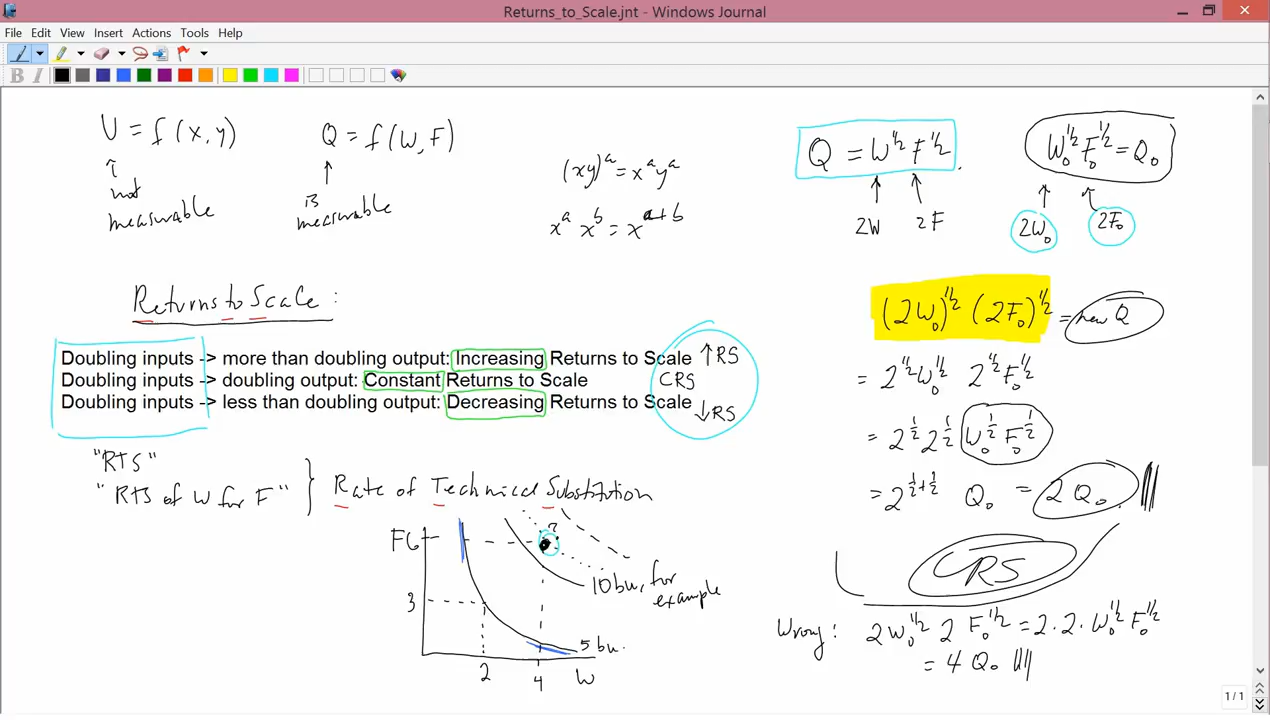 Returns_to_Scale.jnt - Windows Journal
File Edit View Insert Actions Tools Help
B I
U = f(x,y)
↑
not
measurable
Q = f(W,F)
↑
is
measurable
(xy)^a = x^a y^a
x^a x^b = x^{a+b}
Q = W^{1/2} F^{1/2}.
2W 2F
W₀^{1/2} F₀^{1/2} = Q₀
2W₀ 2F₀
Returns to Scale:
Doubling inputs -> more than doubling output: Increasing Returns to Scale ↑RS
Doubling inputs -> doubling output: Constant Returns to Scale CRS
Doubling inputs -> less than doubling output: Decreasing Returns to Scale ↓RS
"RTS"
"RTS of W for F" } Rate of Technical Substitution
F 6
?
10 bu, for
example
3
5 bu.
2 4 W
(2W₀)^{1/2} (2F₀)^{1/2} = new Q
= 2^{1/2} W₀^{1/2} 2^{1/2} F₀^{1/2}
= 2^{1/2} 2^{1/2} W₀^{1/2} F₀^{1/2}
= 2^{1/2+1/2} Q₀ = 2Q₀
CRS
Wrong: 2W₀^{1/2} 2 F₀^{1/2} = 2·2·W₀^{1/2} F₀^{1/2}
= 4 Q₀
1 / 1